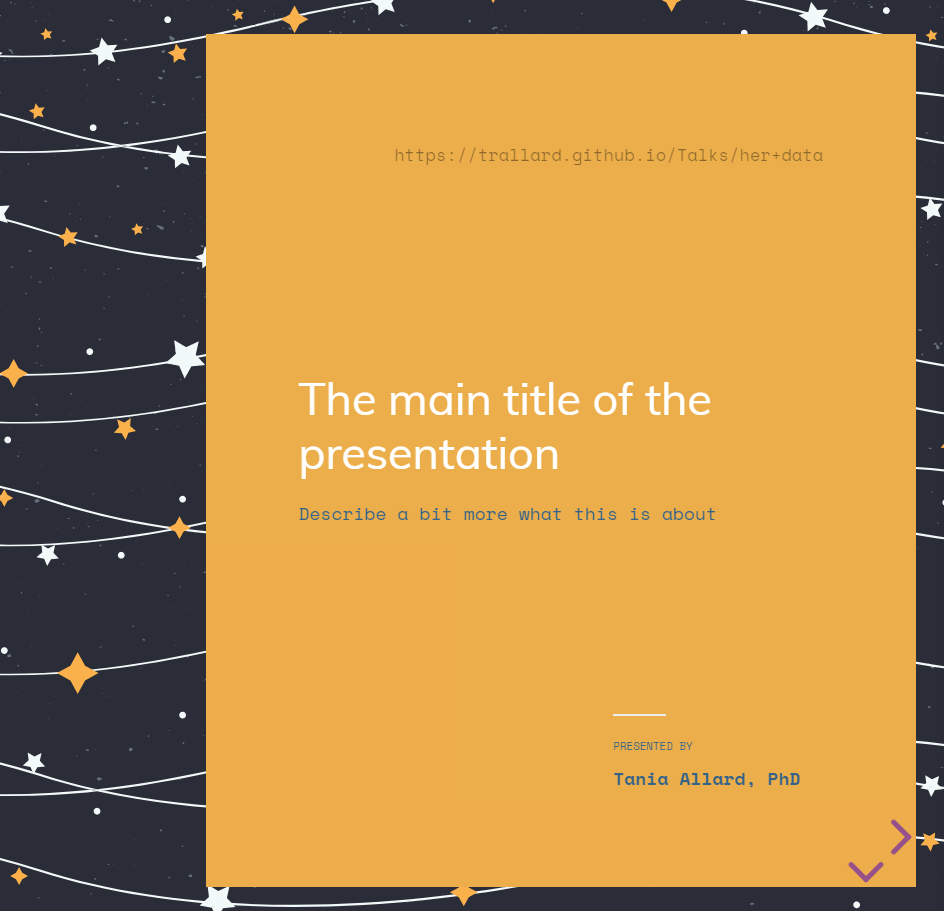 https://trallard.github.io/Talks/her+data
The main title of the
presentation
Describe a bit more what this is about
PRESENTED BY
Tania Allard, PhD